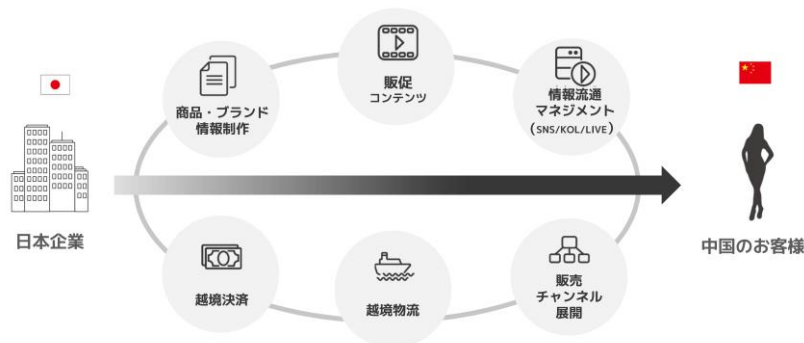 販促
コンテンツ
商品・ブランド
情報制作
情報流通
マネジメント
(SNS/KOL/LIVE)
日本企業
中国のお客様
越境決済
越境物流
販売
チャンネル
展開